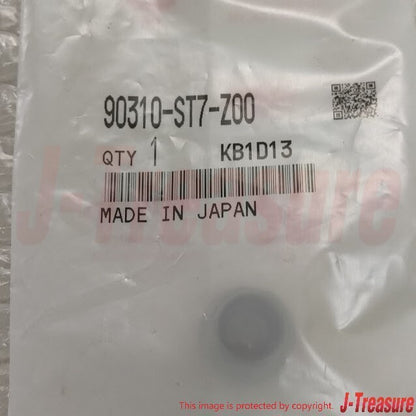 90310-ST7-Z00
QTY 1 KB1D13
MADE IN JAPAN
J-Treasure
J-Treasure
This image is protected by copyright.